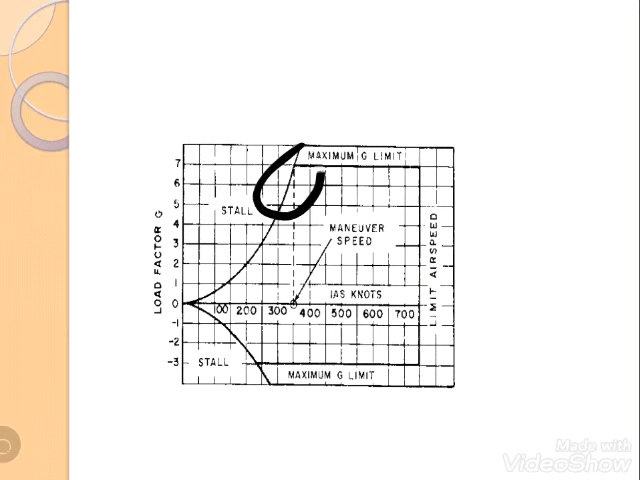 7
MAXIMUM G LIMIT
6
5
STALL
4
MANEUVER
SPEED
3
2
1
IAS KNOTS
0
100 200 300 400 500 600 700
-1
-2
-3
STALL
MAXIMUM G LIMIT
LOAD FACTOR G
LIMIT AIRSPEED
Made with
VideoShow